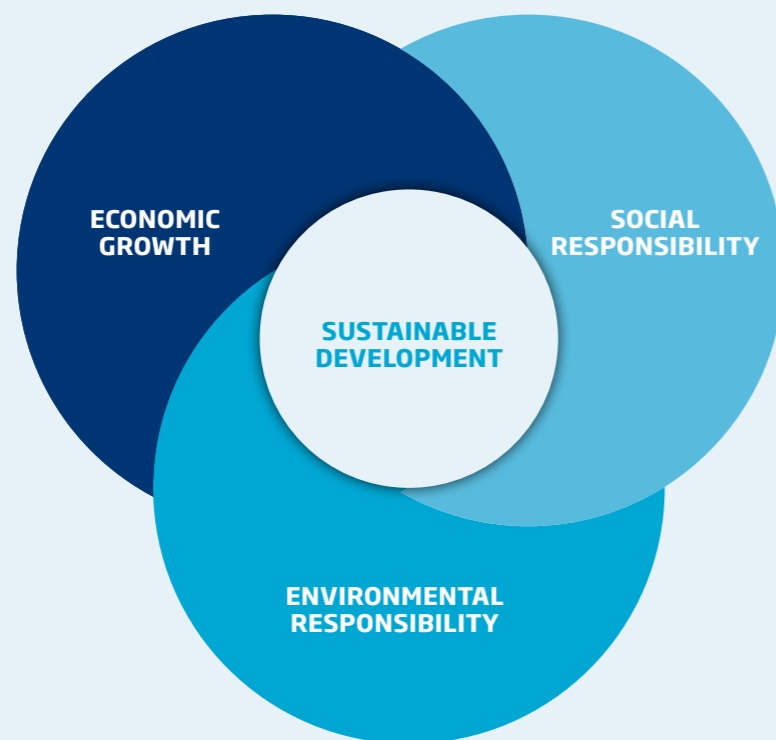 ECONOMIC
GROWTH
SOCIAL
RESPONSIBILITY
SUSTAINABLE
DEVELOPMENT
ENVIRONMENTAL
RESPONSIBILITY